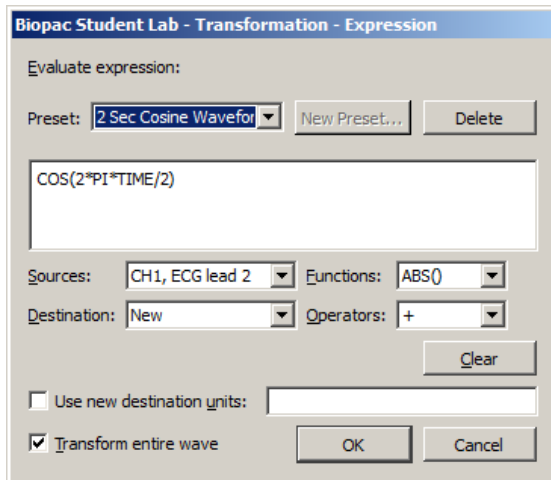 Biopac Student Lab - Transformation - Expression
Evaluate expression:
Preset: 2 Sec Cosine Wavefor New Preset... Delete
COS(2*PI*TIME/2)
Sources: CH1, ECG lead 2 Functions: ABS()
Destination: New Operators: +
Clear
Use new destination units:
Transform entire wave OK Cancel